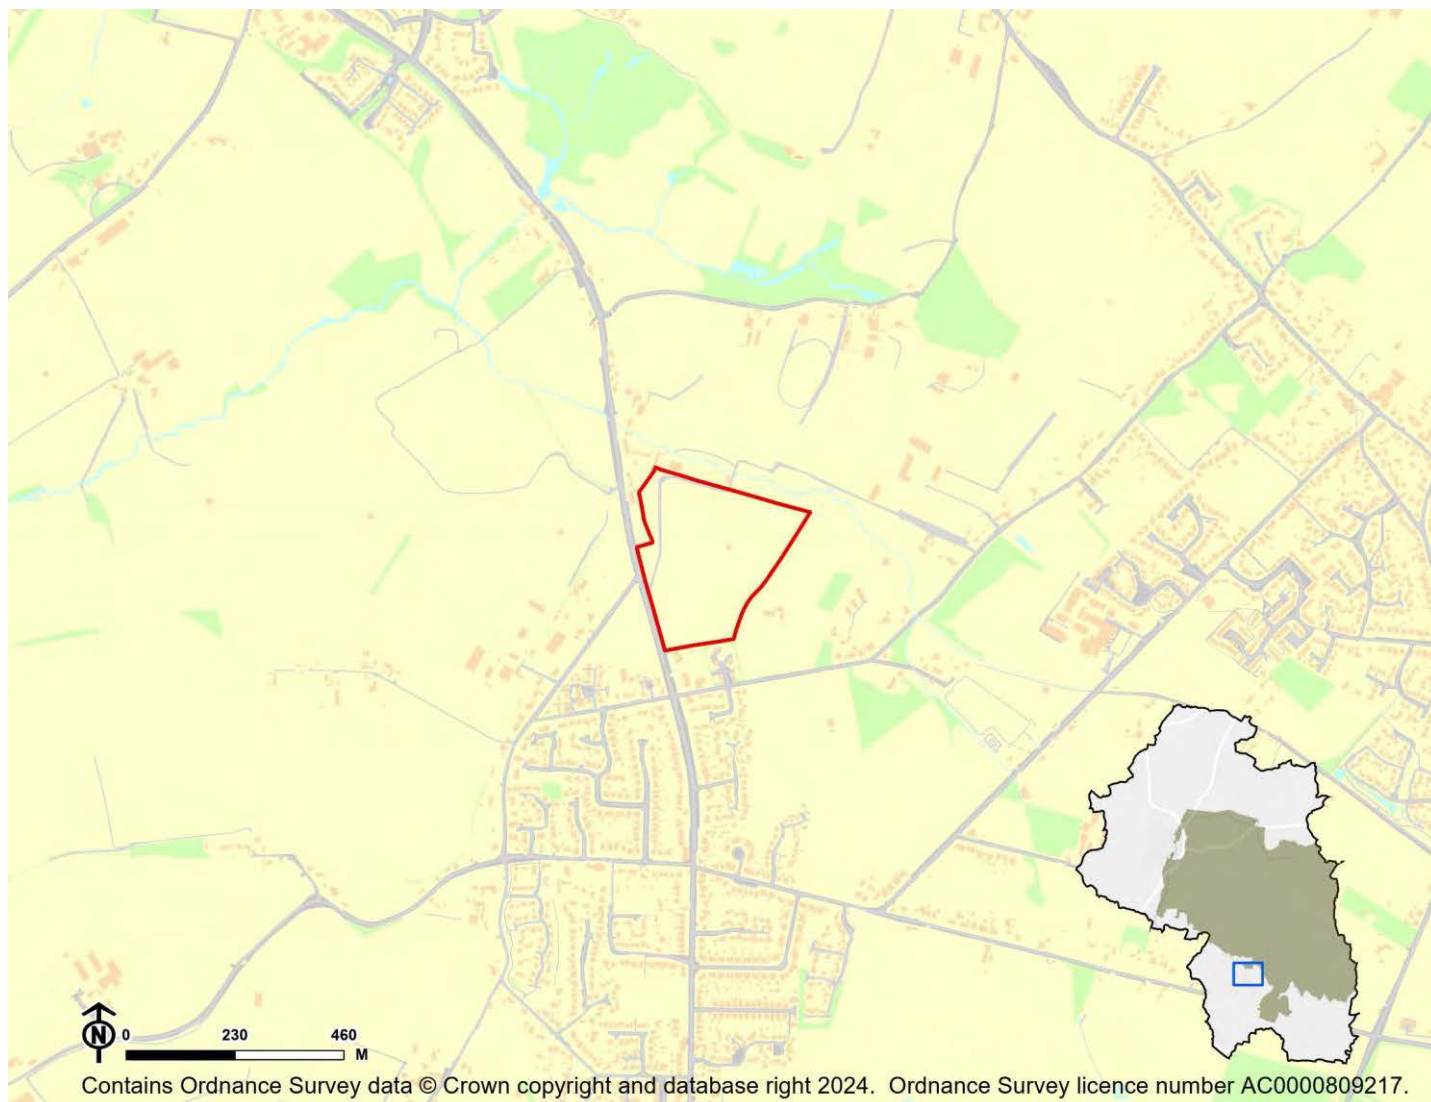 N 0 230 460
M
Contains Ordnance Survey data © Crown copyright and database right 2024. Ordnance Survey licence number AC0000809217.